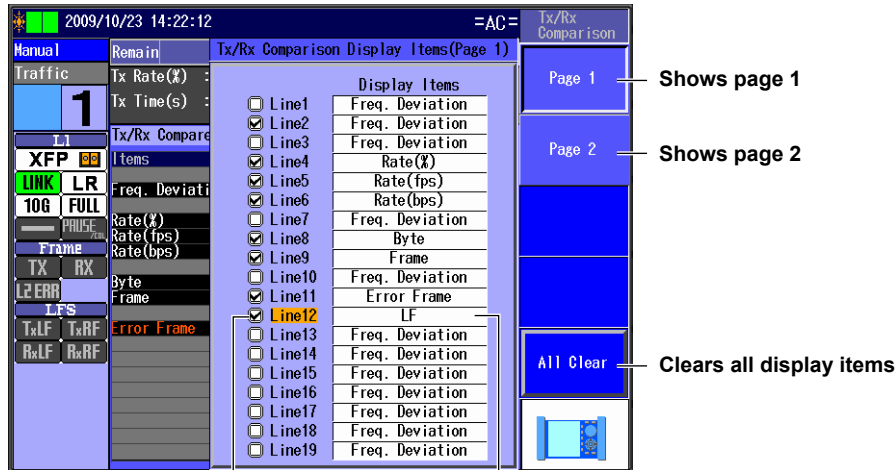 2009/10/23 14:22:12 =AC= Tx/Rx Comparison
Manual
Traffic
1
L1
XFP
LINK LR
10G FULL
PAUSE/COL
Frame
TX RX
L2 ERR
LFS
TxLF TxRF
RxLF RxRF
Remain
Tx Rate(%) :
Tx Time(s) :
Tx/Rx Compare
Items
Freq. Deviati
Rate(%)
Rate(fps)
Rate(bps)
Byte
Frame
Error Frame
Tx/Rx Comparison Display Items(Page 1)
Display Items
Line1 Freq. Deviation
Line2 Freq. Deviation
Line3 Freq. Deviation
Line4 Rate(%)
Line5 Rate(fps)
Line6 Rate(bps)
Line7 Freq. Deviation
Line8 Byte
Line9 Frame
Line10 Freq. Deviation
Line11 Error Frame
Line12 LF
Line13 Freq. Deviation
Line14 Freq. Deviation
Line15 Freq. Deviation
Line16 Freq. Deviation
Line17 Freq. Deviation
Line18 Freq. Deviation
Line19 Freq. Deviation
Page 1
Shows page 1
Page 2
Shows page 2
All Clear
Clears all display items